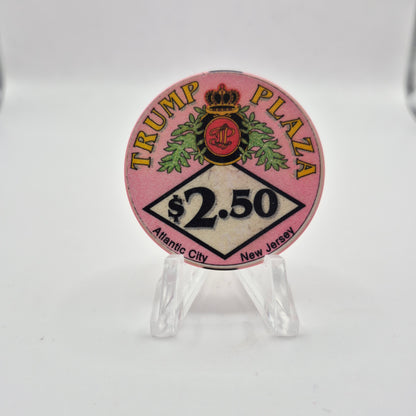 TRUMP PLAZA
$2.50
Atlantic City New Jersey